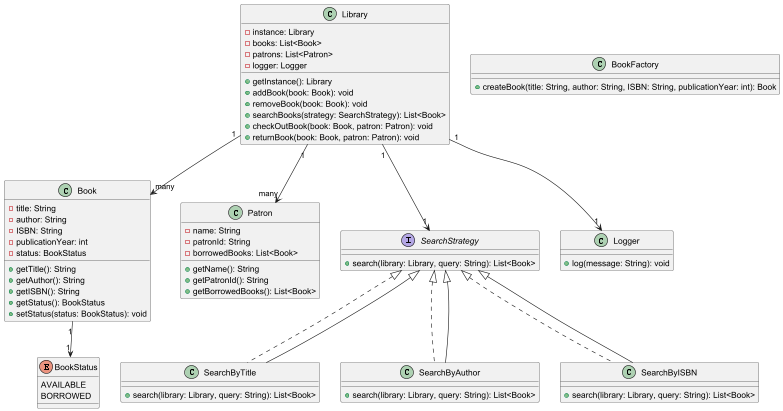 C Library
instance: Library
books: List<Book>
patrons: List<Patron>
logger: Logger
getInstance(): Library
addBook(book: Book): void
removeBook(book: Book): void
searchBooks(strategy: SearchStrategy): List<Book>
checkOutBook(book: Book, patron: Patron): void
returnBook(book: Book, patron: Patron): void
C BookFactory
createBook(title: String, author: String, ISBN: String, publicationYear: int): Book
1
1
1
1
many
many
1
1
C Book
title: String
author: String
ISBN: String
publicationYear: int
status: BookStatus
getTitle(): String
getAuthor(): String
getISBN(): String
getStatus(): BookStatus
setStatus(status: BookStatus): void
C Patron
name: String
patronId: String
borrowedBooks: List<Book>
getName(): String
getPatronId(): String
getBorrowedBooks(): List<Book>
I SearchStrategy
search(library: Library, query: String): List<Book>
C Logger
log(message: String): void
1
1
E BookStatus
AVAILABLE
BORROWED
C SearchByTitle
search(library: Library, query: String): List<Book>
C SearchByAuthor
search(library: Library, query: String): List<Book>
C SearchByISBN
search(library: Library, query: String): List<Book>